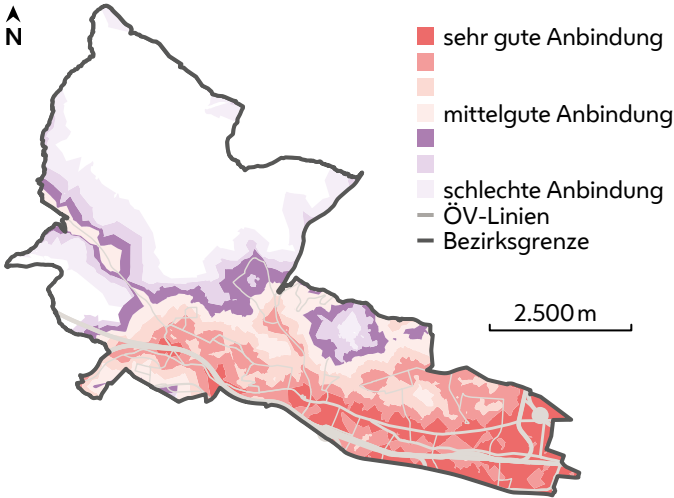 N
sehr gute Anbindung
mittelgute Anbindung
schlechte Anbindung
ÖV-Linien
Bezirksgrenze
2.500 m